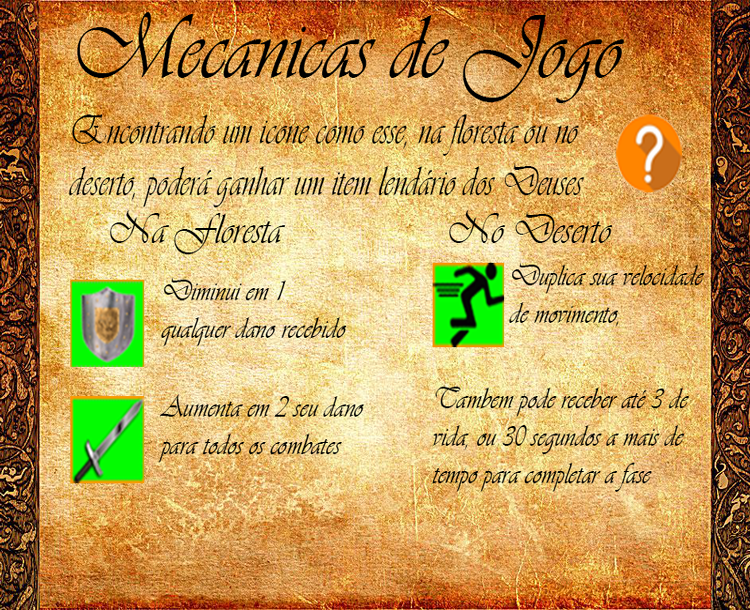 Mecanicas de Jogo
Encontrando um icone como esse, na floresta ou no
deserto, poderá ganhar um item lendário dos Deuses
?
Na Floresta
Diminui em 1
qualquer dano recebido
Aumenta em 2 seu dano
para todos os combates
No Deserto
Duplica sua velocidade
de movimento,
Tambem pode receber até 3 de
vida, ou 30 segundos a mais de
tempo para completar a fase